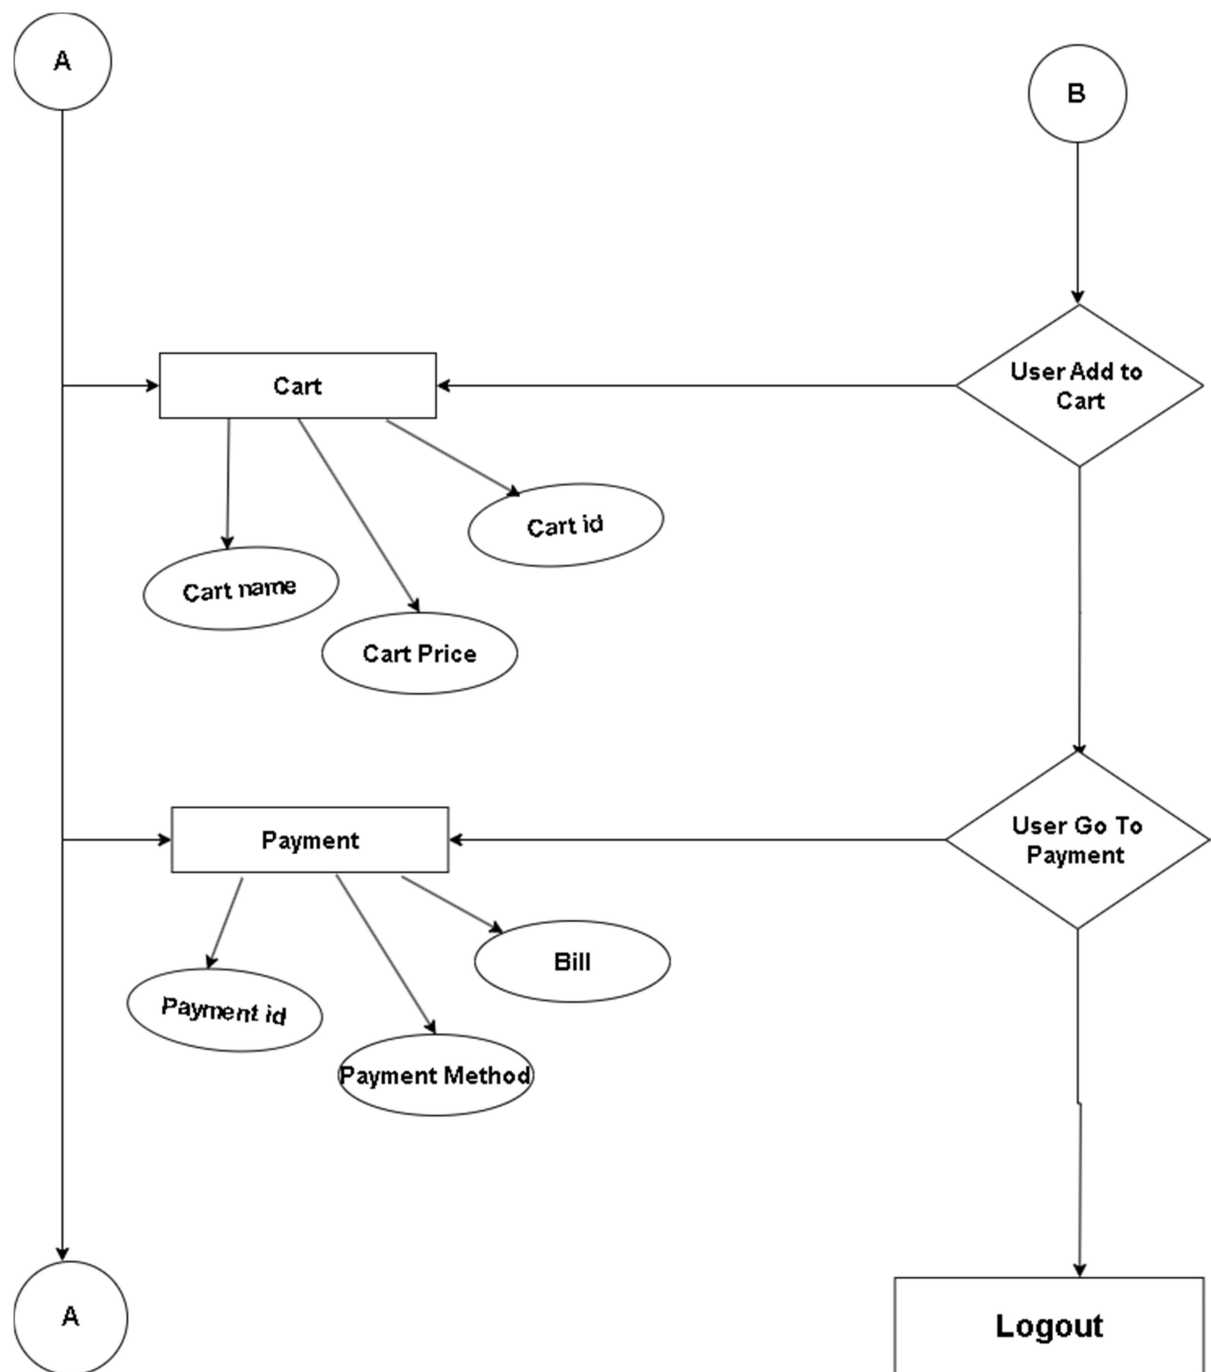 A
B
User Add to
Cart
Cart
Cart id
Cart name
Cart Price
User Go To
Payment
Payment
Bill
Payment id
Payment Method
A
Logout